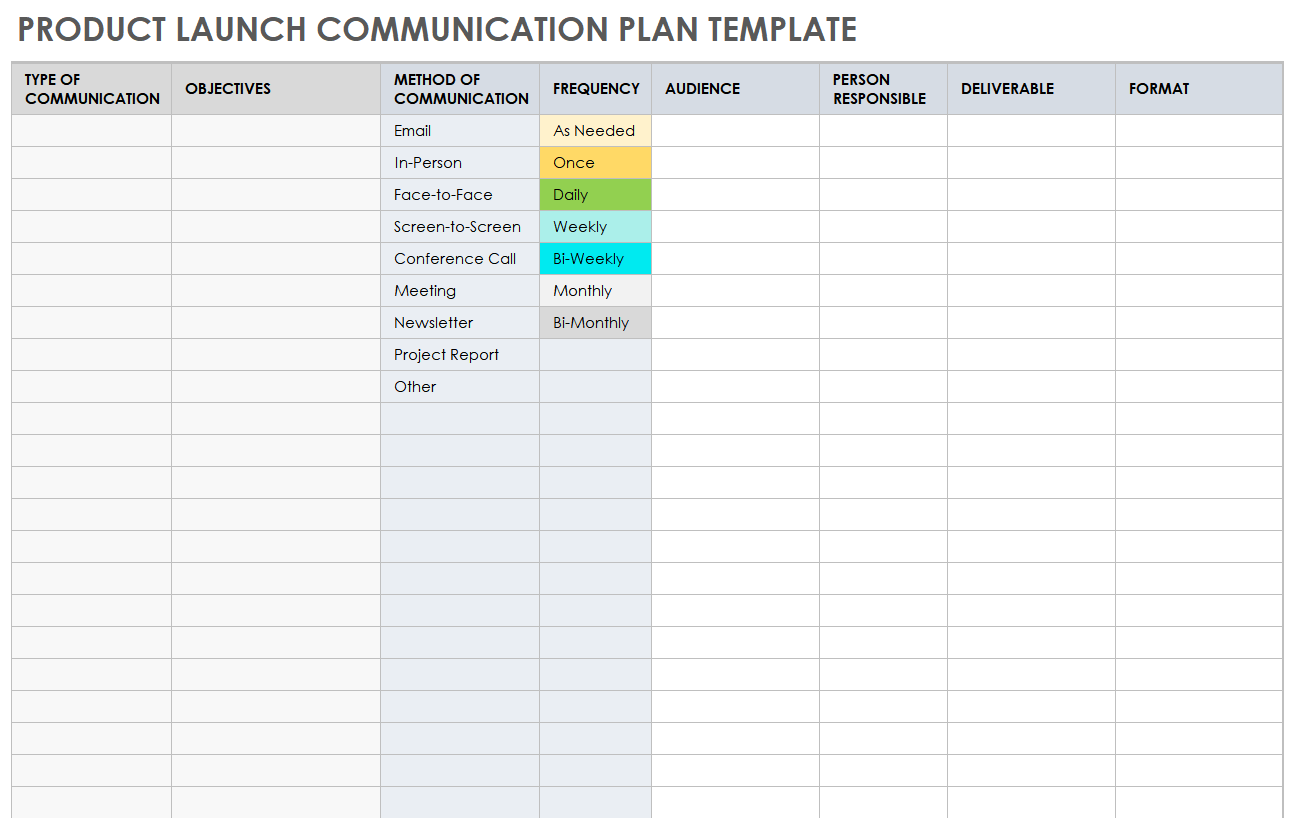 PRODUCT LAUNCH COMMUNICATION PLAN TEMPLATE
TYPE OF COMMUNICATION OBJECTIVES METHOD OF COMMUNICATION FREQUENCY AUDIENCE PERSON RESPONSIBLE DELIVERABLE FORMAT
Email As Needed
In-Person Once
Face-to-Face Daily
Screen-to-Screen Weekly
Conference Call Bi-Weekly
Meeting Monthly
Newsletter Bi-Monthly
Project Report
Other